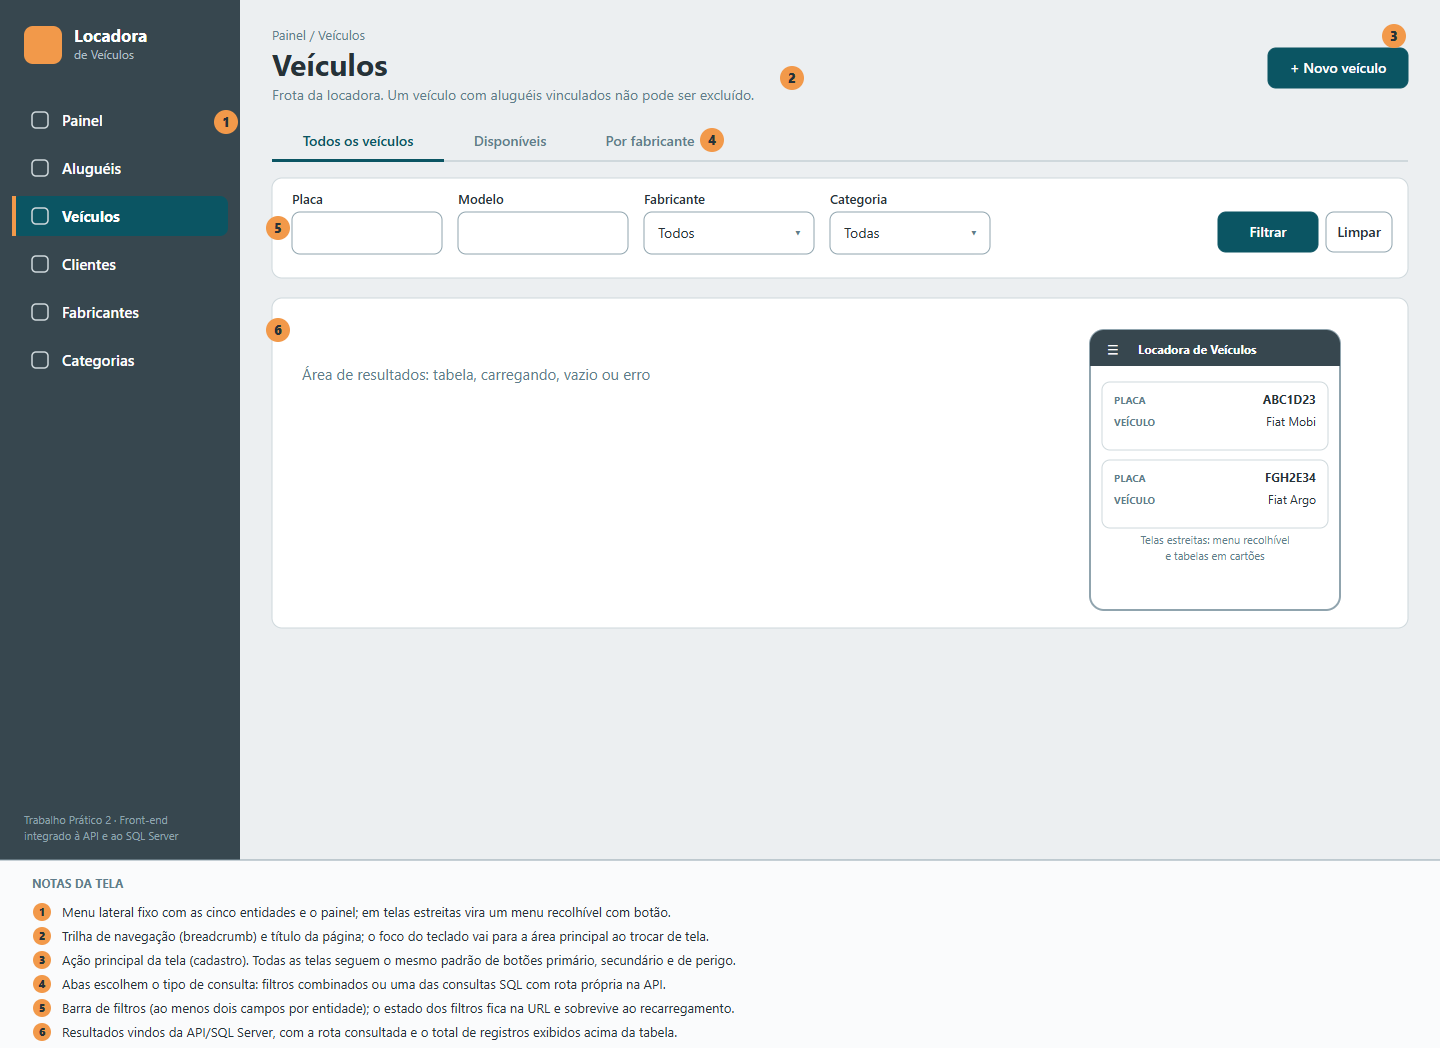 Locadora
de Veículos
Painel
1
Aluguéis
Veículos
Clientes
Fabricantes
Categorias
Trabalho Prático 2 · Front-end
integrado à API e ao SQL Server
Painel / Veículos
Veículos
Frota da locadora. Um veículo com aluguéis vinculados não pode ser excluído.
2
3
+ Novo veículo
Todos os veículos
Disponíveis
Por fabricante
4
Placa
Modelo
Fabricante
Categoria
5
Todos
Todas
Filtrar
Limpar
6
Área de resultados: tabela, carregando, vazio ou erro
☰ Locadora de Veículos
PLACA ABC1D23
VEÍCULO Fiat Mobi
PLACA FGH2E34
VEÍCULO Fiat Argo
Telas estreitas: menu recolhível
e tabelas em cartões
NOTAS DA TELA
1 Menu lateral fixo com as cinco entidades e o painel; em telas estreitas vira um menu recolhível com botão.
2 Trilha de navegação (breadcrumb) e título da página; o foco do teclado vai para a área principal ao trocar de tela.
3 Ação principal da tela (cadastro). Todas as telas seguem o mesmo padrão de botões primário, secundário e de perigo.
4 Abas escolhem o tipo de consulta: filtros combinados ou uma das consultas SQL com rota própria na API.
5 Barra de filtros (ao menos dois campos por entidade); o estado dos filtros fica na URL e sobrevive ao recarregamento.
6 Resultados vindos da API/SQL Server, com a rota consultada e o total de registros exibidos acima da tabela.